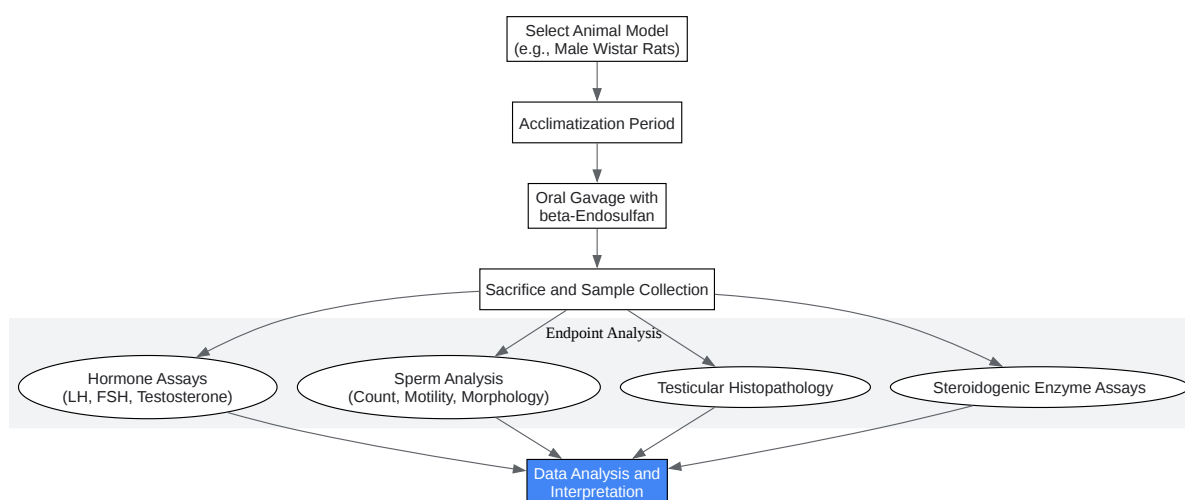 Select Animal Model
(e.g., Male Wistar Rats)
Acclimatization Period
Oral Gavage with
beta-Endosulfan
Sacrifice and Sample Collection
Endpoint Analysis
Hormone Assays
(LH, FSH, Testosterone)
Sperm Analysis
(Count, Motility, Morphology)
Testicular Histopathology
Steroidogenic Enzyme Assays
Data Analysis and
Interpretation